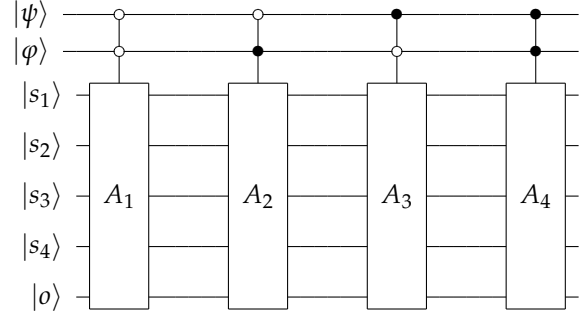 |ψ⟩
|φ⟩
|s₁⟩
|s₂⟩
|s₃⟩
|s₄⟩
|o⟩
A₁ A₂ A₃ A₄